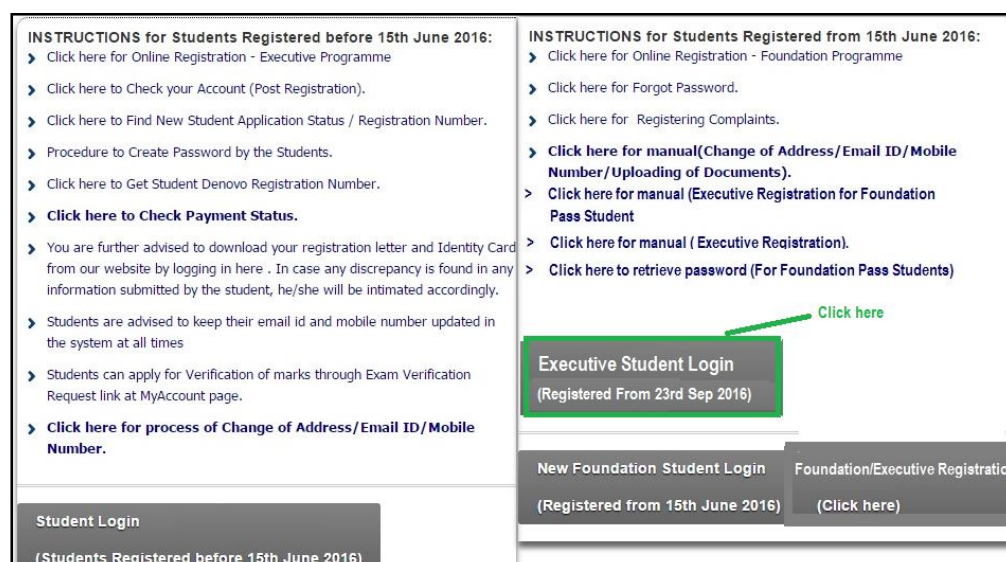 INSTRUCTIONS for Students Registered before 15th June 2016:
Click here for Online Registration - Executive Programme
Click here to Check your Account (Post Registration).
Click here to Find New Student Application Status / Registration Number.
Procedure to Create Password by the Students.
Click here to Get Student Denovo Registration Number.
Click here to Check Payment Status.
You are further advised to download your registration letter and Identity Card
from our website by logging in here . In case any discrepancy is found in any
information submitted by the student, he/she will be intimated accordingly.
Students are advised to keep their email id and mobile number updated in
the system at all times
Students can apply for Verification of marks through Exam Verification
Request link at MyAccount page.
Click here for process of Change of Address/Email ID/Mobile
Number.
Student Login
(Students Registered before 15th June 2016)
INSTRUCTIONS for Students Registered from 15th June 2016:
Click here for Online Registration - Foundation Programme
Click here for Forgot Password.
Click here for Registering Complaints.
Click here for manual(Change of Address/Email ID/Mobile
Number/Uploading of Documents).
> Click here for manual (Executive Registration for Foundation
Pass Student
> Click here for manual ( Executive Registration).
> Click here to retrieve password (For Foundation Pass Students)
Click here
Executive Student Login
(Registered From 23rd Sep 2016)
New Foundation Student Login
(Registered from 15th June 2016)
Foundation/Executive Registratio
(Click here)